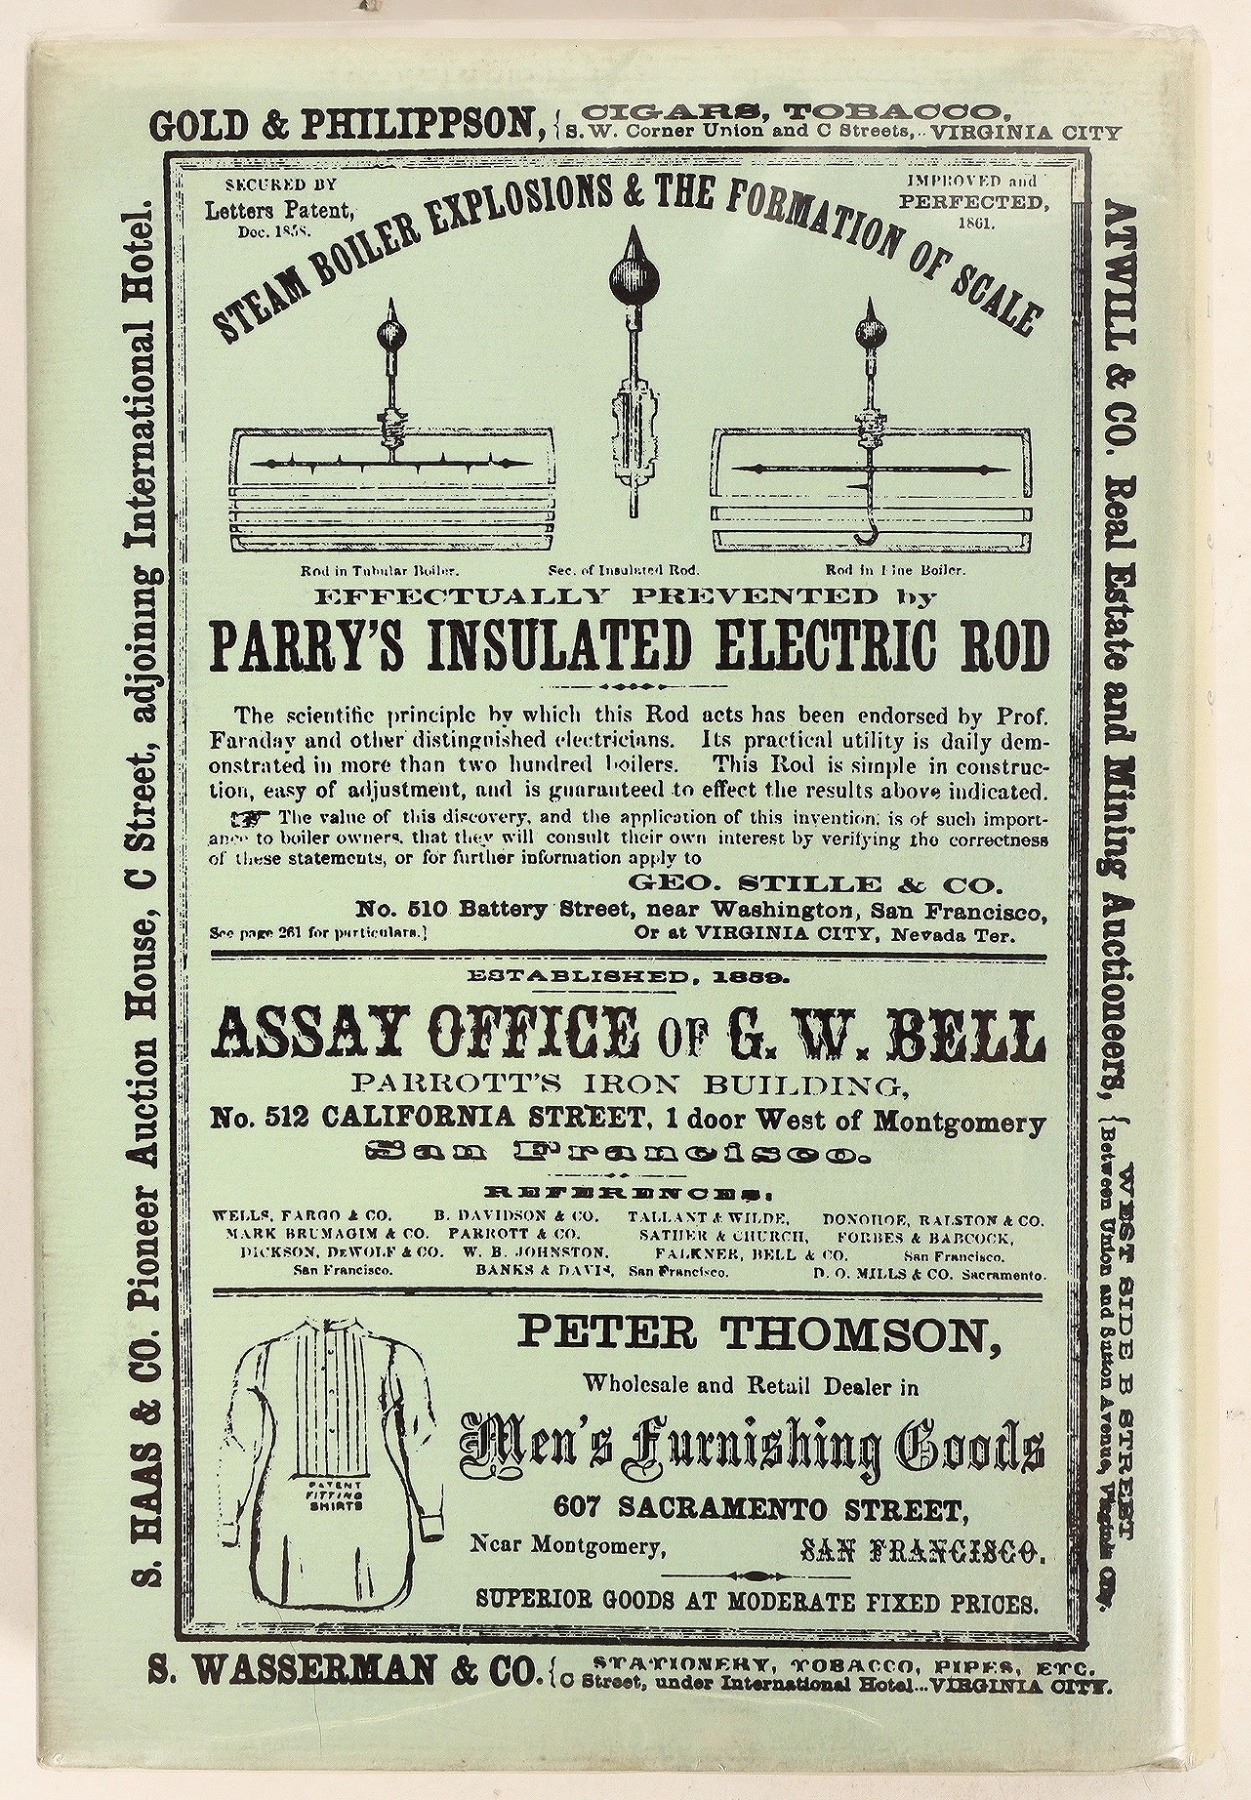 GOLD & PHILIPPSON, { CIGARS, TOBACCO,
S. W. Corner Union and C Streets,..VIRGINIA CITY
S. HAAS & CO. Pioneer Auction House, C Street, adjoining International Hotel.
SECURED BY
Letters Patent,
Dec. 1858.
IMPROVED and
PERFECTED,
1861.
STEAM BOILER EXPLOSIONS & THE FORMATION OF SCALE
Rod in Tubular Boiler. Sec. of Insulated Rod. Rod in Flue Boiler.
EFFECTUALLY PREVENTED by
PARRY'S INSULATED ELECTRIC ROD
The scientific principle by which this Rod acts has been endorsed by Prof.
Faraday and other distinguished electricians. Its practical utility is daily dem-
onstrated in more than two hundred boilers. This Rod is simple in construc-
tion, easy of adjustment, and is guaranteed to effect the results above indicated.
☞ The value of this discovery, and the application of this invention, is of such import-
ance to boiler owners, that they will consult their own interest by verifying the correctness
of these statements, or for further information apply to
GEO. STILLE & CO.
No. 510 Battery Street, near Washington, San Francisco,
See page 261 for particulars.] Or at VIRGINIA CITY, Nevada Ter.
ESTABLISHED, 1859.
ASSAY OFFICE OF G. W. BELL
PARROTT'S IRON BUILDING,
No. 512 CALIFORNIA STREET, 1 door West of Montgomery
San Francisco.
REFERENCES:
WELLS, FARGO & CO. B. DAVIDSON & CO. TALLANT & WILDE, DONOHOE, RALSTON & CO.
MARK BRUMAGIM & CO. PARROTT & CO. SATHER & CHURCH, FORBES & BABCOCK,
DICKSON, DeWOLF & CO. W. B. JOHNSTON. FALKNER, BELL & CO. San Francisco.
San Francisco. BANKS & DAVIS, San Francisco. D. O. MILLS & CO. Sacramento.
PATENT
FITTING
SHIRTS
PETER THOMSON,
Wholesale and Retail Dealer in
Men's Furnishing Goods
607 SACRAMENTO STREET,
Near Montgomery, SAN FRANCISCO.
SUPERIOR GOODS AT MODERATE FIXED PRICES.
ATWILL & CO. Real Estate and Mining Auctioneers, { WEST SIDE B STREET
Between Union and Sutton Avenue, Virginia City.
S. WASSERMAN & CO. { STATIONERY, TOBACCO, PIPES, ETC.
C Street, under International Hotel...VIRGINIA CITY.